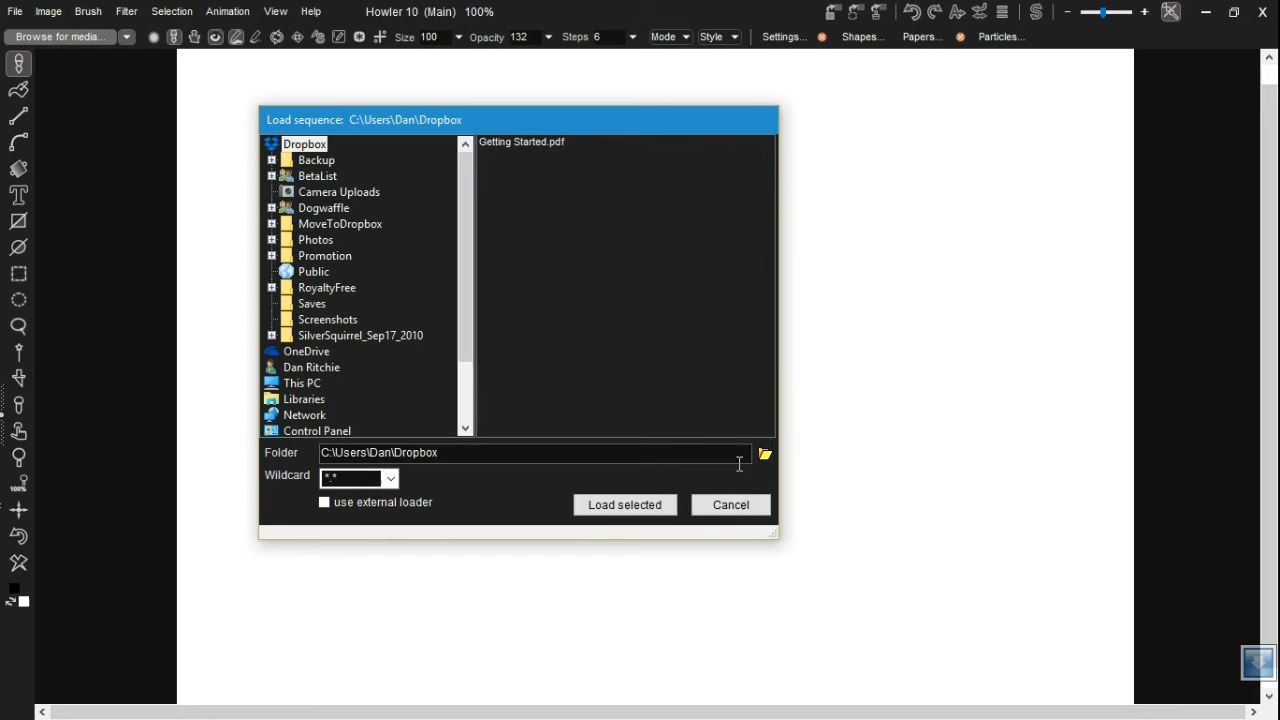 File Image Brush Filter Selection Animation View Help Howler 10 (Main) 100%
Browse for media... Size 100 Opacity 132 Steps 6 Mode Style Settings... Shapes... Papers... Particles...
Load sequence: C:\Users\Dan\Dropbox
Dropbox
Getting Started.pdf
Backup
BetaList
Camera Uploads
Dogwaffle
MoveToDropbox
Photos
Promotion
Public
RoyaltyFree
Saves
Screenshots
SilverSquirrel_Sep17_2010
OneDrive
Dan Ritchie
This PC
Libraries
Network
Control Panel
Folder C:\Users\Dan\Dropbox
Wildcard *.*
use external loader
Load selected Cancel
100%